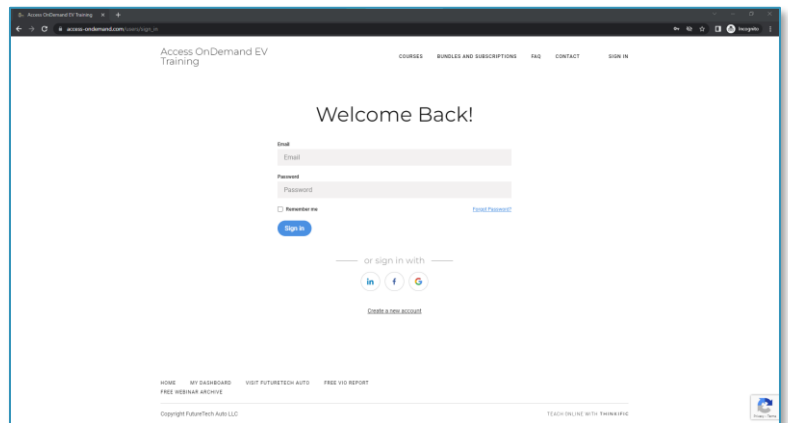 Access OnDemand EV Training
access-ondemand.com/users/sign_in
Incognito
Access OnDemand EV
Training
COURSES BUNDLES AND SUBSCRIPTIONS FAQ CONTACT SIGN IN
Welcome Back!
Email
Email
Password
Password
Remember me Forgot Password?
Sign in
or sign in with
in f G
Create a new account
HOME MY DASHBOARD VISIT FUTURETECH AUTO FREE VIO REPORT
FREE WEBINAR ARCHIVE
Copyright FutureTech Auto LLC TEACH ONLINE WITH THINKIFIC
Privacy - Terms